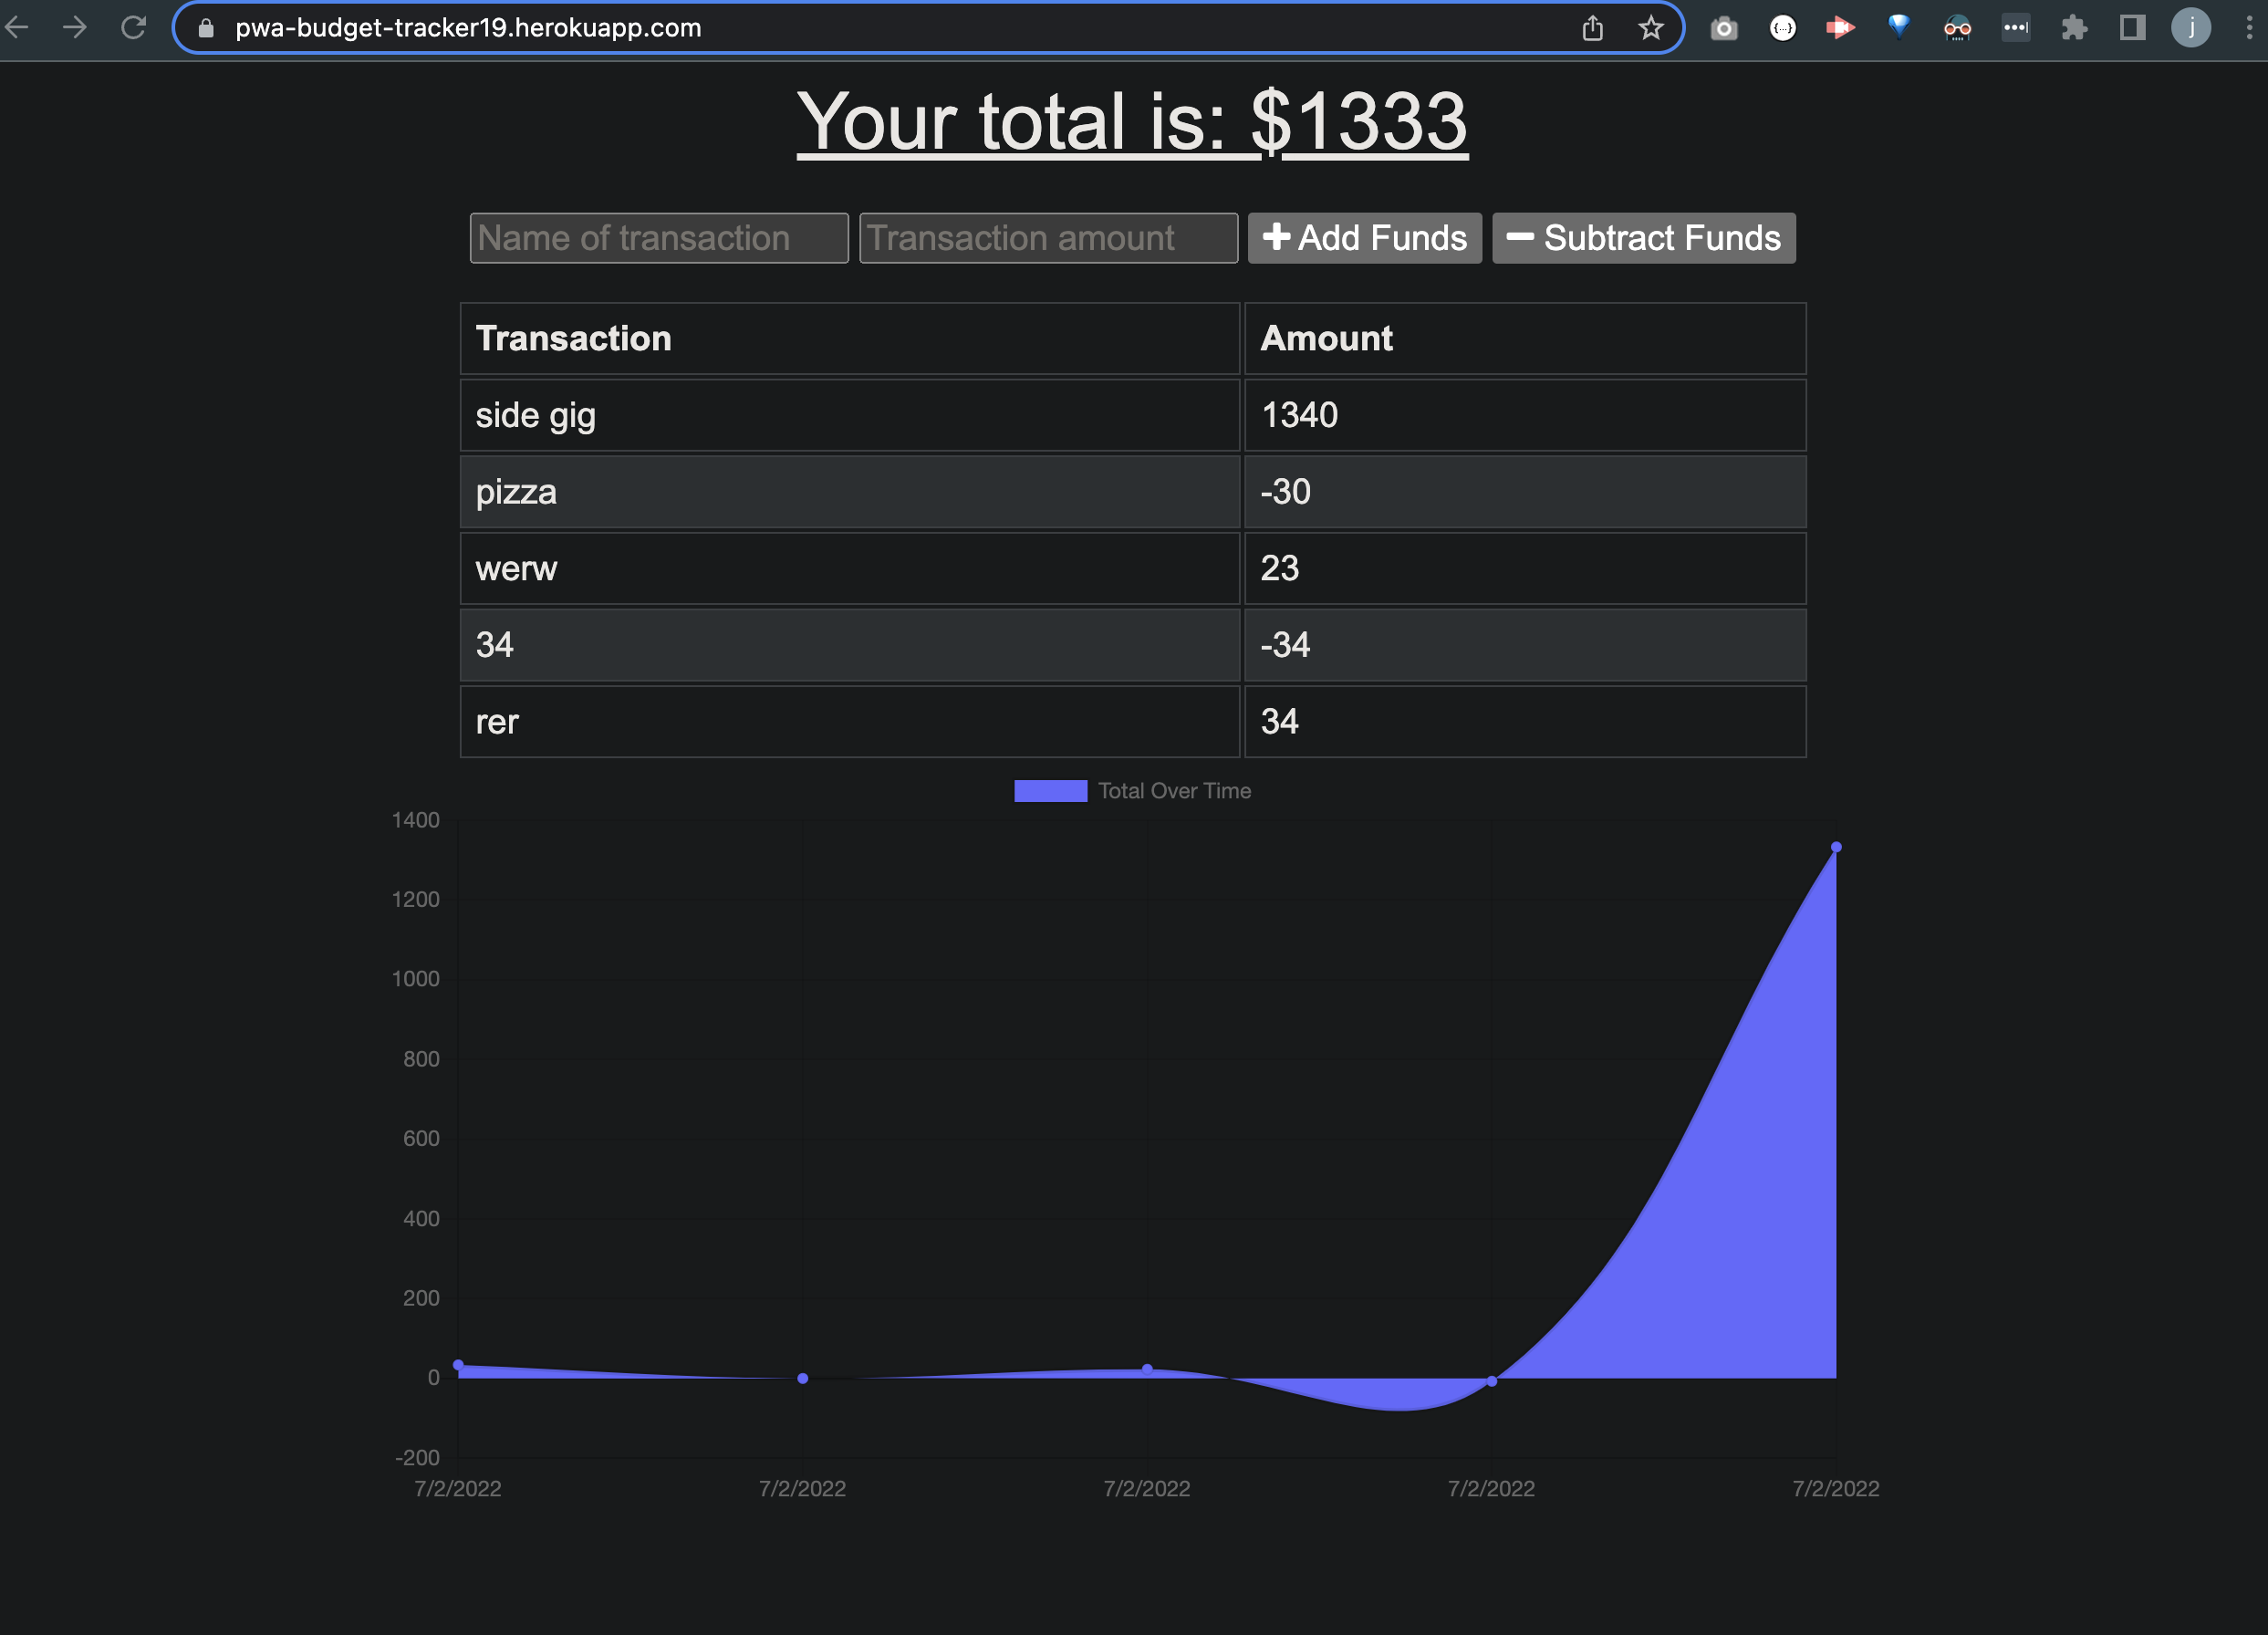 pwa-budget-tracker19.herokuapp.com
j
Your total is: $1333
Name of transaction Transaction amount Add Funds Subtract Funds
Transaction Amount
side gig 1340
pizza -30
werw 23
34 -34
rer 34
Total Over Time
1400
1200
1000
800
600
400
200
0
-200
7/2/2022 7/2/2022 7/2/2022 7/2/2022 7/2/2022